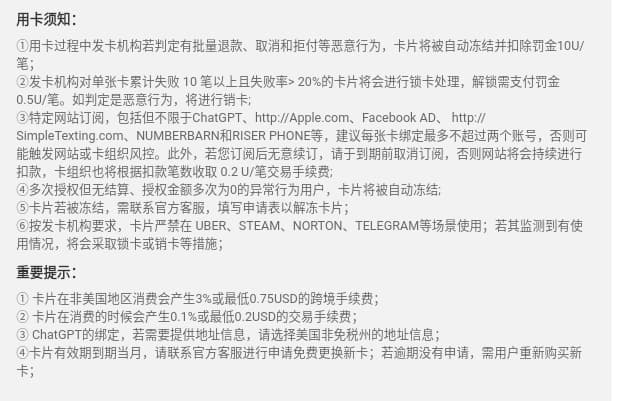 用卡须知：
①用卡过程中发卡机构若判定有批量退款、取消和拒付等恶意行为，卡片将被自动冻结并扣除罚金10U/
笔；
②发卡机构对单张卡累计失败 10 笔以上且失败率> 20%的卡片将会进行锁卡处理，解锁需支付罚金
0.5U/笔。如判定是恶意行为，将进行销卡;
③特定网站订阅，包括但不限于ChatGPT、http://Apple.com、Facebook AD、 http://
SimpleTexting.com、NUMBERBARN和RISER PHONE等，建议每张卡绑定最多不超过两个账号，否则可
能触发网站或卡组织风控。此外，若您订阅后无意续订，请于到期前取消订阅，否则网站将会持续进行
扣款，卡组织也将根据扣款笔数收取 0.2 U/笔交易手续费;
④多次授权但无结算、授权金额多次为0的异常行为用户，卡片将被自动冻结;
⑤卡片若被冻结，需联系官方客服，填写申请表以解冻卡片；
⑥按发卡机构要求，卡片严禁在 UBER、STEAM、NORTON、TELEGRAM等场景使用；若其监测到有使
用情况，将会采取锁卡或销卡等措施；
重要提示：
① 卡片在非美国地区消费会产生3%或最低0.75USD的跨境手续费；
② 卡片在消费的时候会产生0.1%或最低0.2USD的交易手续费；
③ ChatGPT的绑定，若需要提供地址信息，请选择美国非免税州的地址信息；
④卡片有效期到期当月，请联系官方客服进行申请免费更换新卡；若逾期没有申请，需用户重新购买新
卡；